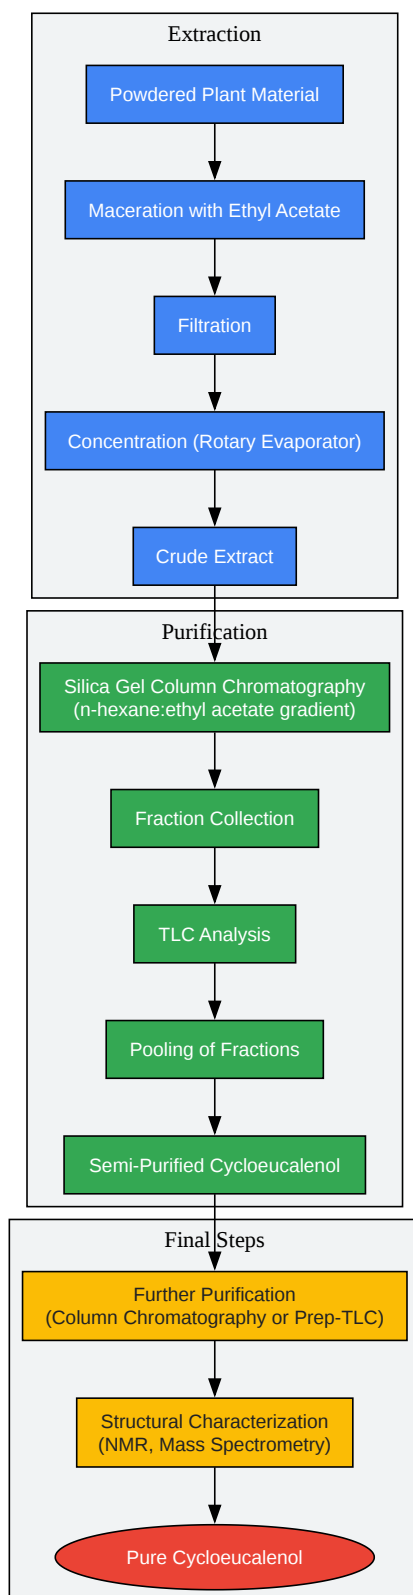 Extraction
Powdered Plant Material
Maceration with Ethyl Acetate
Filtration
Concentration (Rotary Evaporator)
Crude Extract
Purification
Silica Gel Column Chromatography
(n-hexane:ethyl acetate gradient)
Fraction Collection
TLC Analysis
Pooling of Fractions
Semi-Purified Cycloeucalenol
Final Steps
Further Purification
(Column Chromatography or Prep-TLC)
Structural Characterization
(NMR, Mass Spectrometry)
Pure Cycloeucalenol